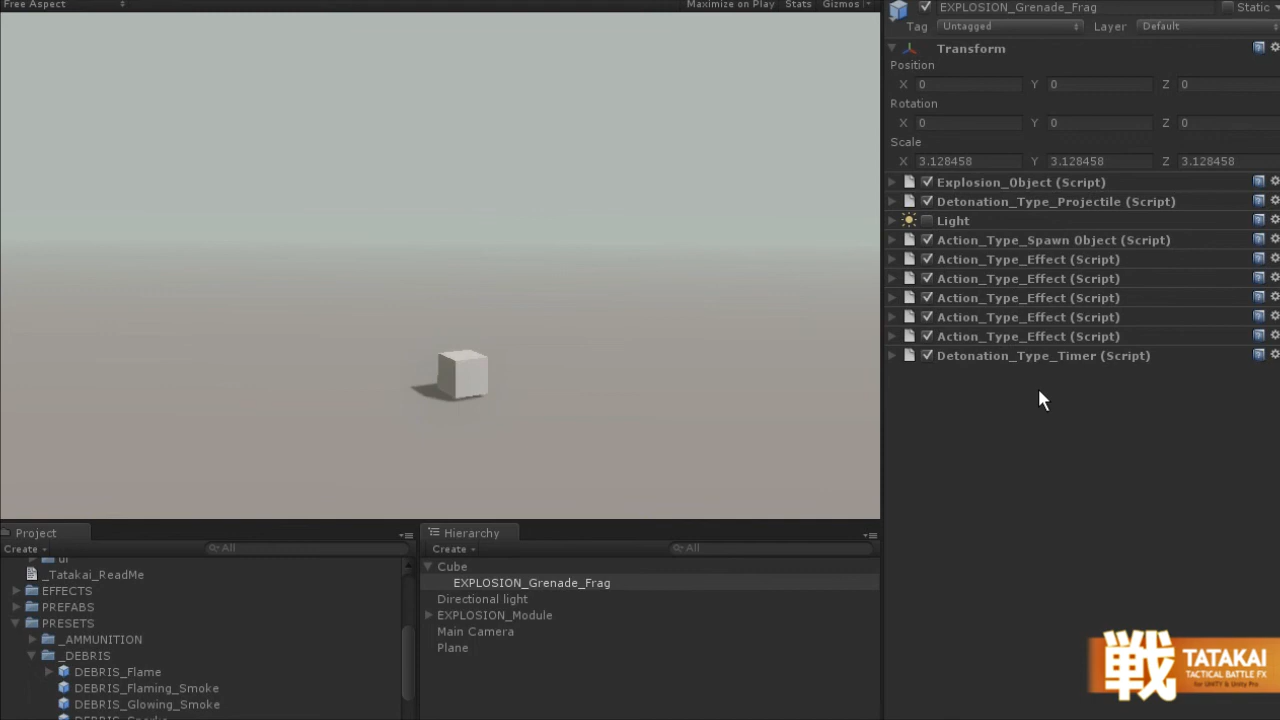 Free Aspect
Maximize on Play Stats Gizmos
EXPLOSION_Grenade_Frag Static
Tag Untagged Layer Default
Transform
Position
X 0 Y 0 Z 0
Rotation
X 0 Y 0 Z 0
Scale
X 3.128458 Y 3.128458 Z 3.128458
Explosion_Object (Script)
Detonation_Type_Projectile (Script)
Light
Action_Type_Spawn Object (Script)
Action_Type_Effect (Script)
Action_Type_Effect (Script)
Action_Type_Effect (Script)
Action_Type_Effect (Script)
Action_Type_Effect (Script)
Detonation_Type_Timer (Script)
Project
Create All
_Tatakai_ReadMe
EFFECTS
PREFABS
PRESETS
_AMMUNITION
_DEBRIS
DEBRIS_Flame
DEBRIS_Flaming_Smoke
DEBRIS_Glowing_Smoke
Hierarchy
Create All
Cube
EXPLOSION_Grenade_Frag
Directional light
EXPLOSION_Module
Main Camera
Plane
戦 TATAKAI
TACTICAL BATTLE FX
for UNITY & Unity Pro